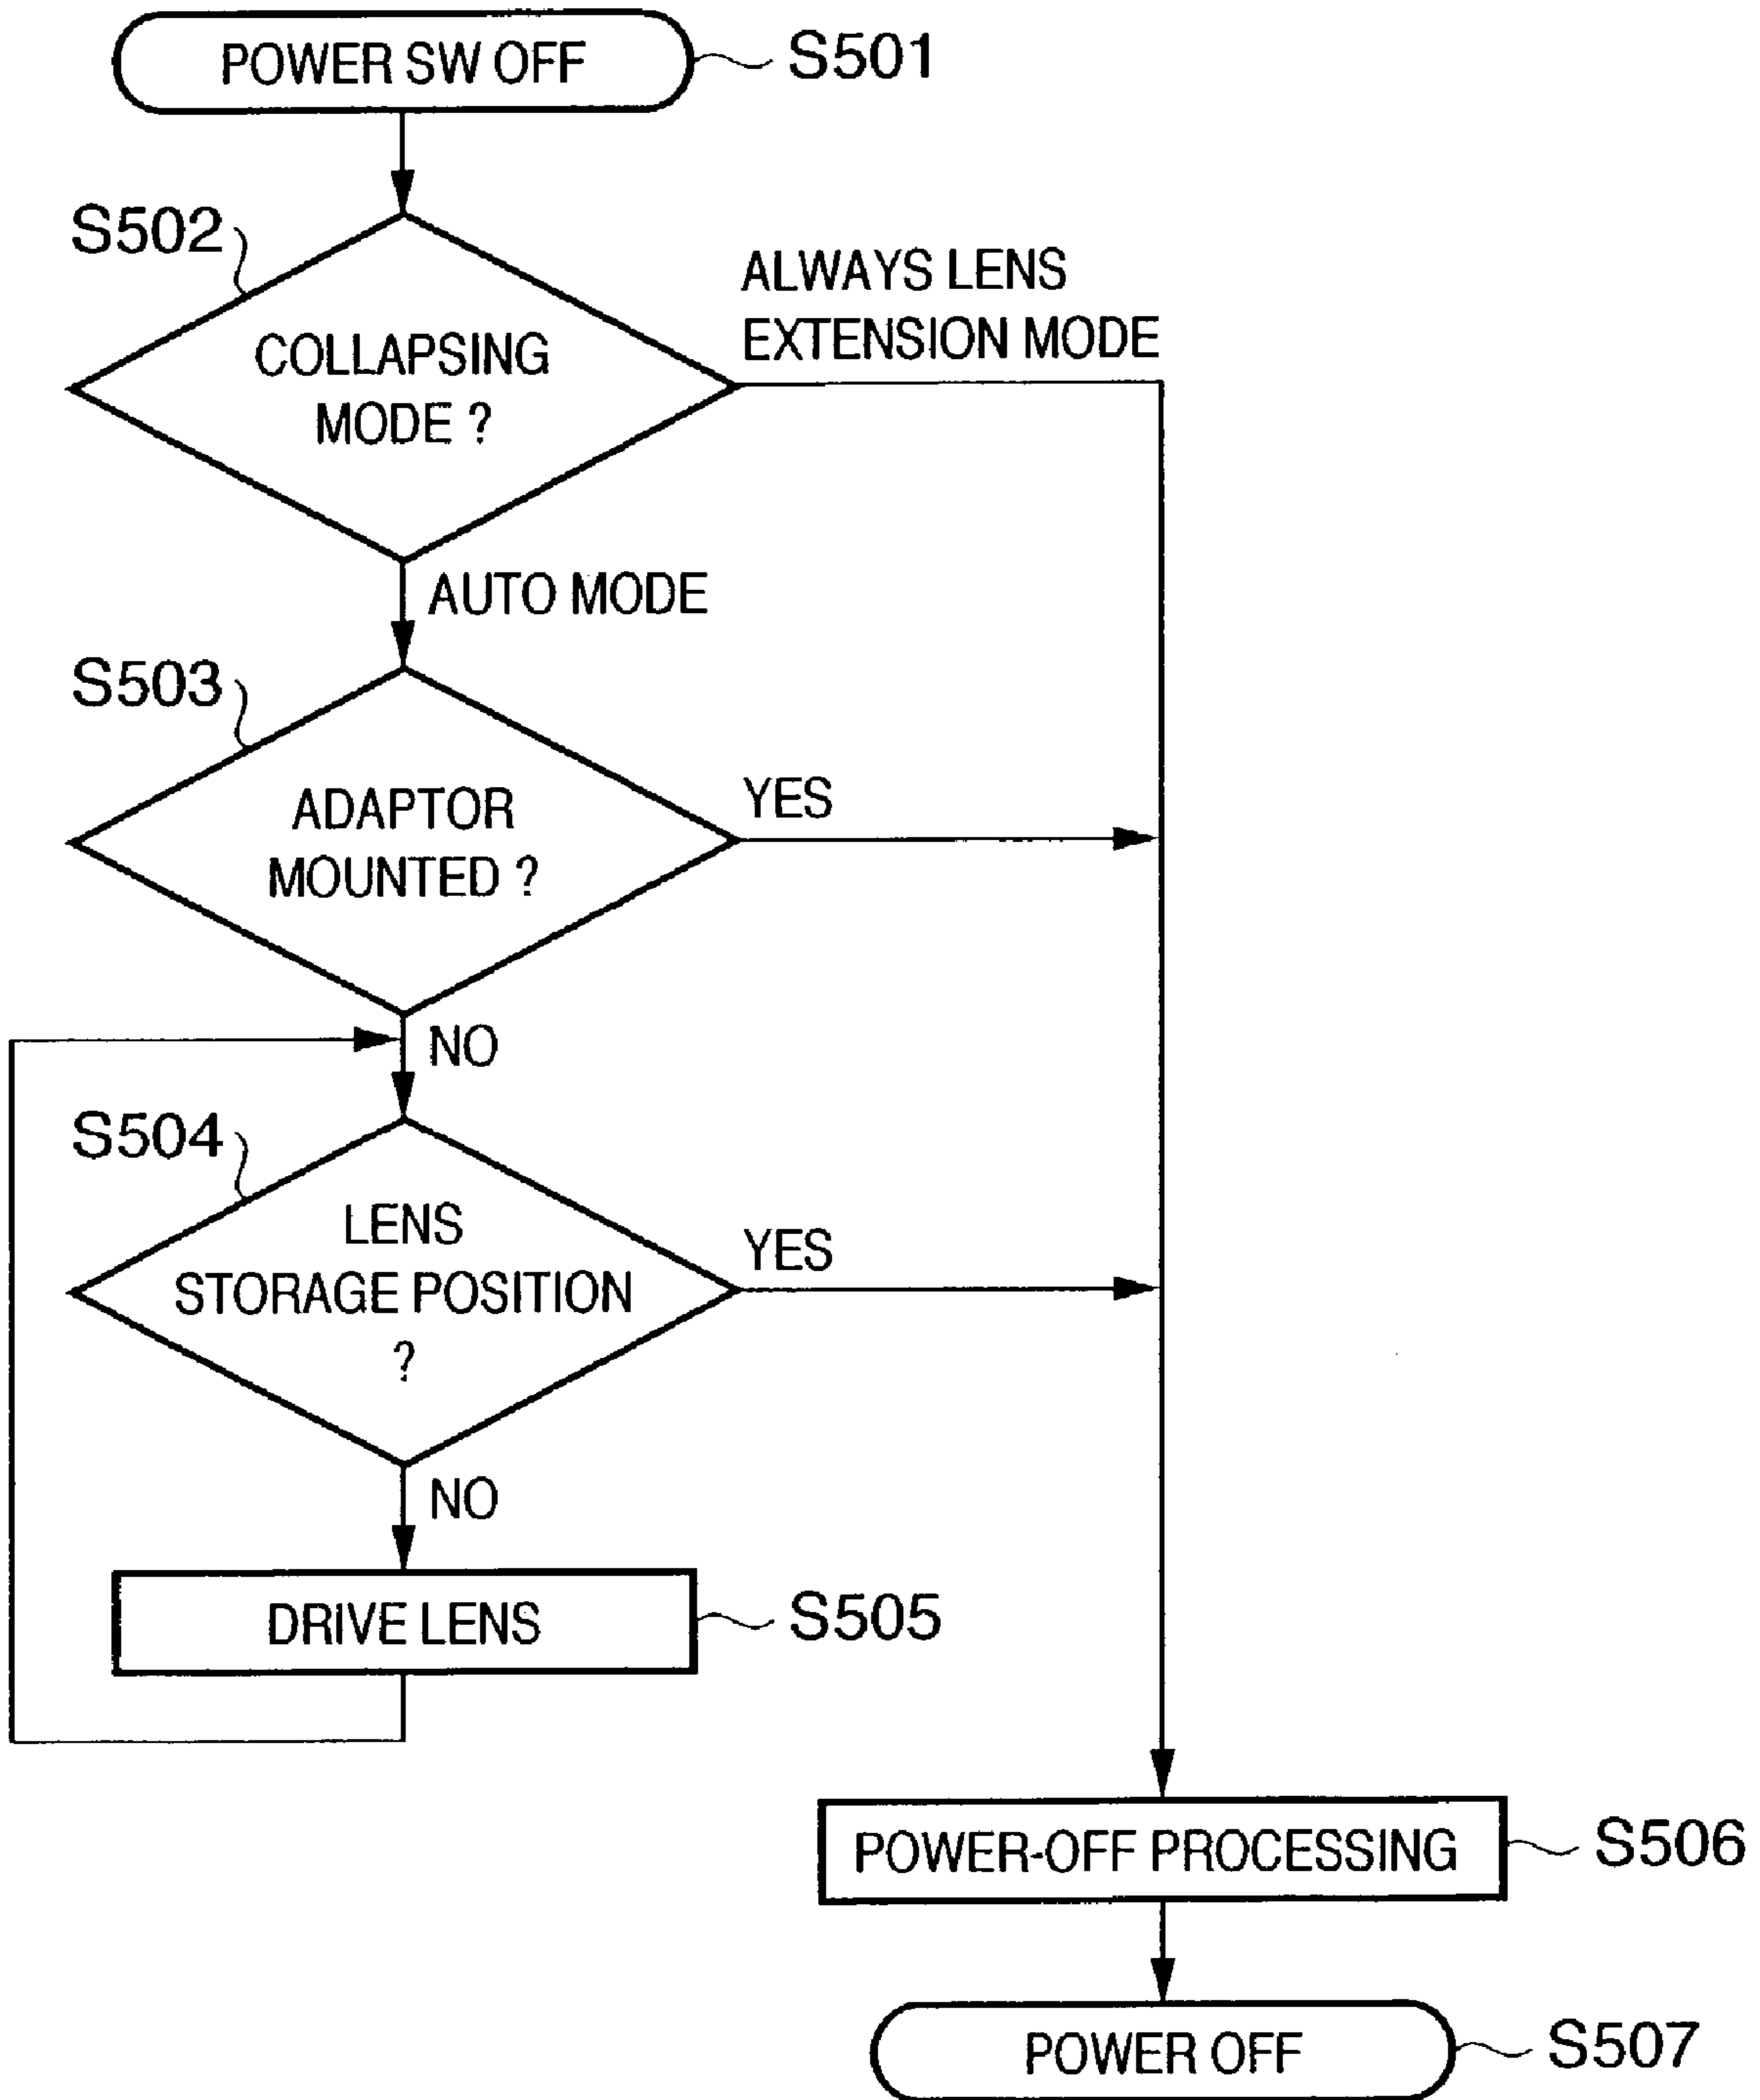 POWER SW OFF
S501
S502
COLLAPSING
MODE ?
ALWAYS LENS
EXTENSION MODE
AUTO MODE
S503
ADAPTOR
MOUNTED ?
YES
NO
S504
LENS
STORAGE POSITION
?
YES
NO
DRIVE LENS
S505
POWER-OFF PROCESSING
S506
POWER OFF
S507